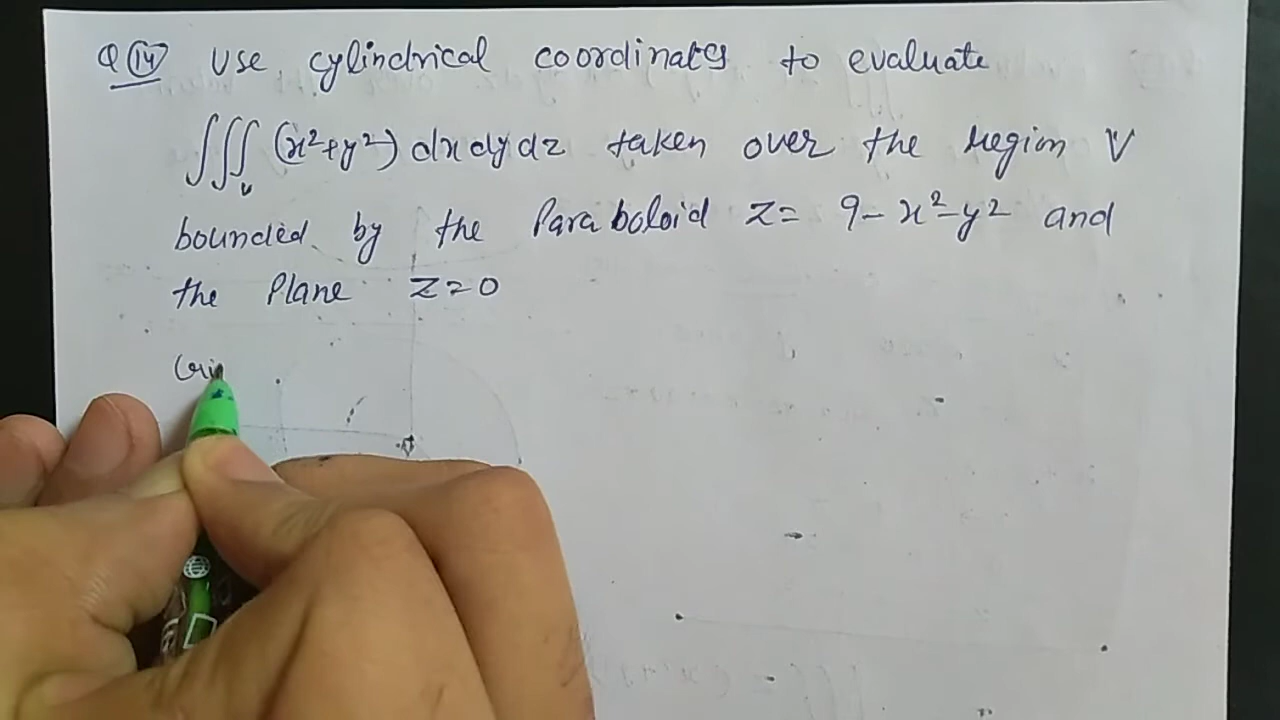 Q(14) Use cylindrical coordinates to evaluate
∫∫∫_V (x²+y²) dx dy dz taken over the region V
bounded by the Paraboloid z= 9-x²-y² and
the Plane z=0